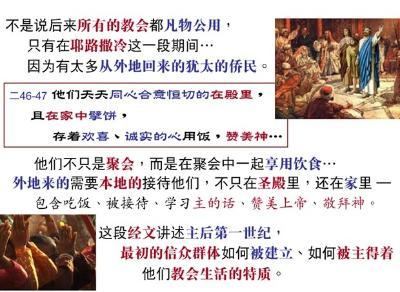 不是说后来所有的教会都凡物公用，
只有在耶路撒冷这一段期间…
因为有太多从外地回来的犹太的侨民。
二46-47 他们天天同心合意恒切的在殿里，
且在家中擘饼，
存着欢喜、诚实的心用饭，赞美神…
他们不只是聚会，而是在聚会中一起享用饮食…
外地来的需要本地的接待他们，不只在圣殿里，还在家里 —
包含吃饭、被接待、学习主的话、赞美上帝、敬拜神。
这段经文讲述主后第一世纪，
最初的信众群体如何被建立、如何被主得着
他们教会生活的特质。